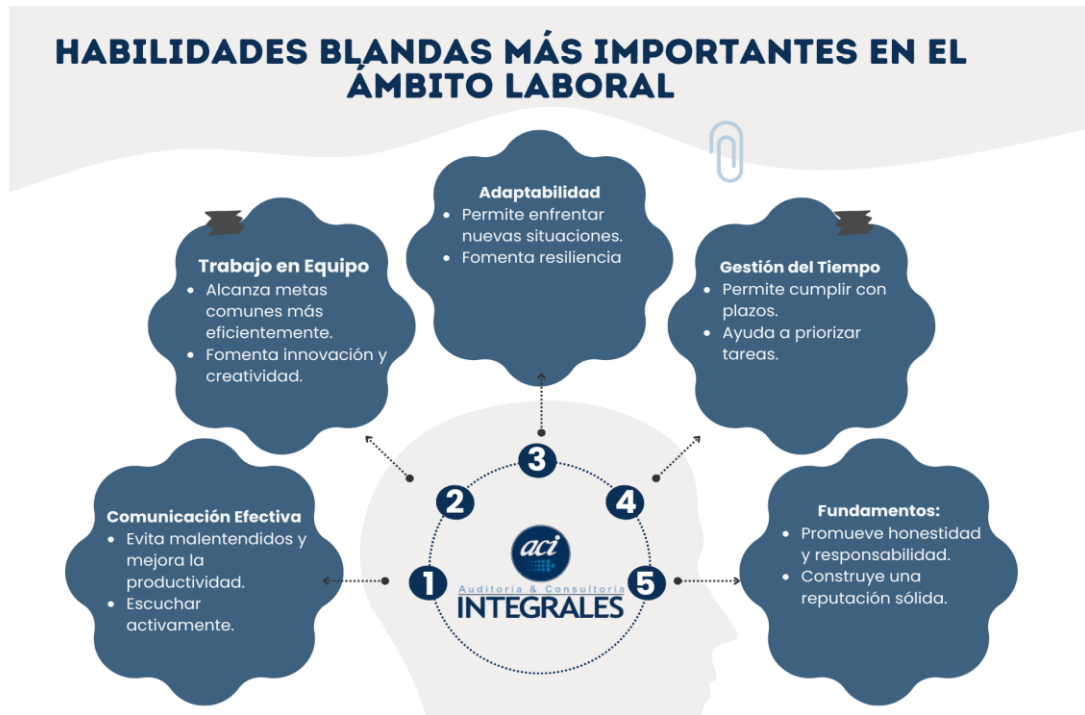 HABILIDADES BLANDAS MÁS IMPORTANTES EN EL
ÁMBITO LABORAL
Comunicación Efectiva
• Evita malentendidos y
mejora la
productividad.
• Escuchar
activamente.
Trabajo en Equipo
• Alcanza metas
comunes más
eficientemente.
• Fomenta innovación y
creatividad.
Adaptabilidad
• Permite enfrentar
nuevas situaciones.
• Fomenta resiliencia
Gestión del Tiempo
• Permite cumplir con
plazos.
• Ayuda a priorizar
tareas.
Fundamentos:
• Promueve honestidad
y responsabilidad.
• Construye una
reputación sólida.
1
2
3
4
5
aci
Auditoría & Consultoría
INTEGRALES